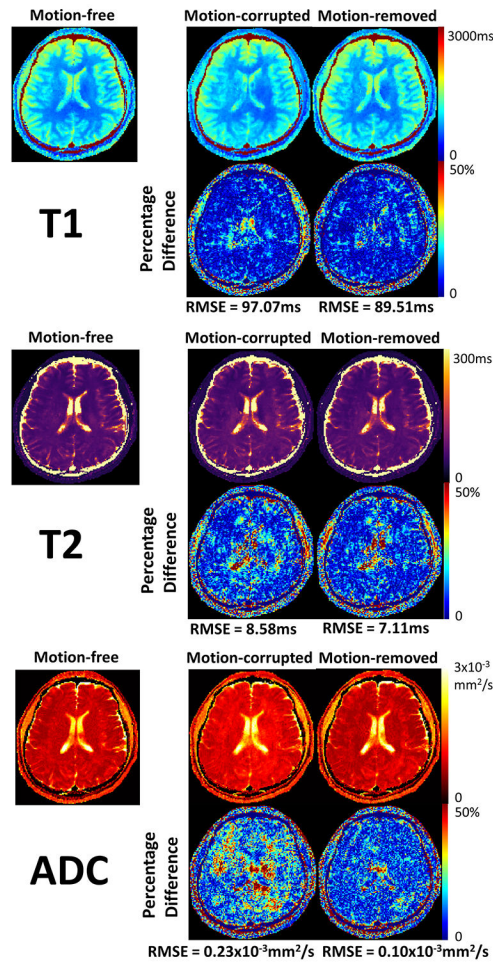 Motion-free Motion-corrupted Motion-removed
3000ms
0
T1
Percentage
Difference
50%
0
RMSE = 97.07ms RMSE = 89.51ms
Motion-free Motion-corrupted Motion-removed
300ms
0
T2
Percentage
Difference
50%
0
RMSE = 8.58ms RMSE = 7.11ms
Motion-free Motion-corrupted Motion-removed
3x10⁻³
mm²/s
0
ADC
Percentage
Difference
50%
0
RMSE = 0.23x10⁻³mm²/s RMSE = 0.10x10⁻³mm²/s